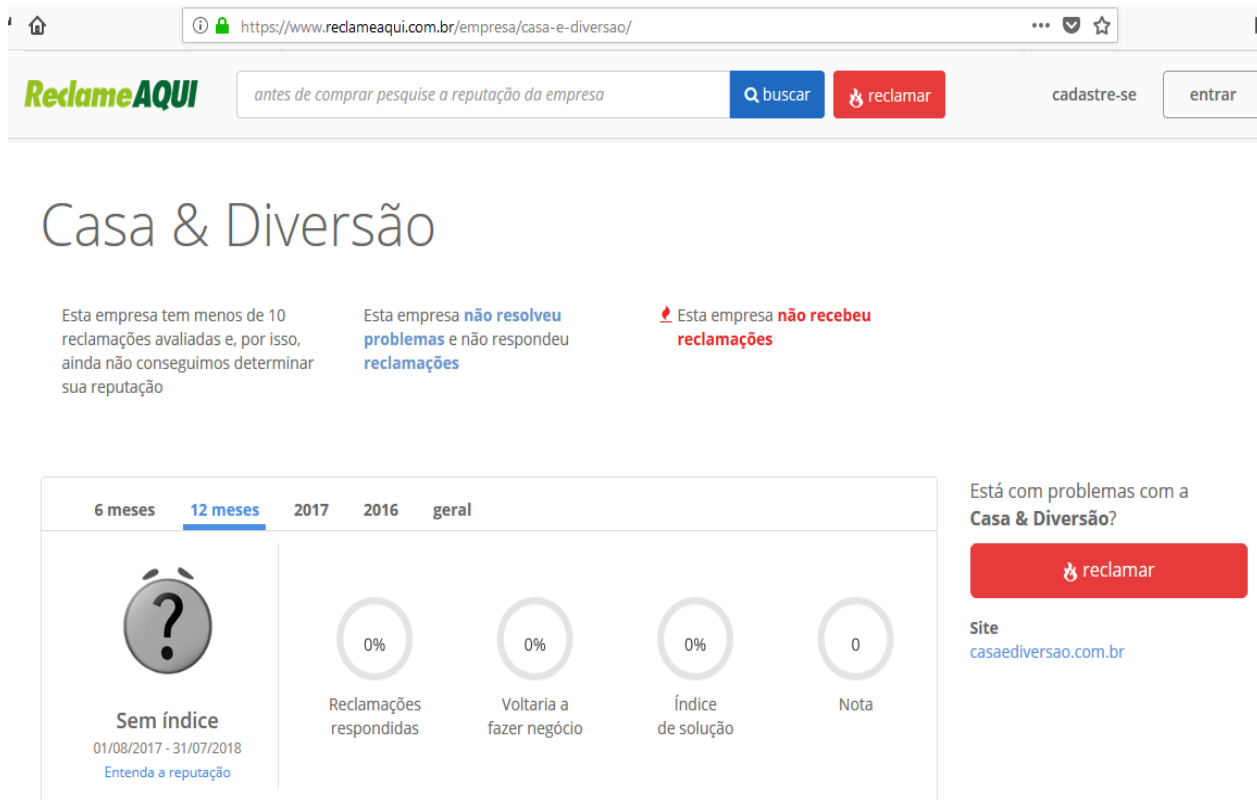 https://www.reclameaqui.com.br/empresa/casa-e-diversao/
ReclameAQUI
antes de comprar pesquise a reputação da empresa
buscar
reclamar
cadastre-se
entrar
Casa & Diversão
Esta empresa tem menos de 10
reclamações avaliadas e, por isso,
ainda não conseguimos determinar
sua reputação
Esta empresa não resolveu
problemas e não respondeu
reclamações
Esta empresa não recebeu
reclamações
6 meses
12 meses
2017
2016
geral
?
Sem índice
01/08/2017 - 31/07/2018
Entenda a reputação
0%
Reclamações
respondidas
0%
Voltaria a
fazer negócio
0%
Índice
de solução
0
Nota
Está com problemas com a
Casa & Diversão?
reclamar
Site
casaediversao.com.br